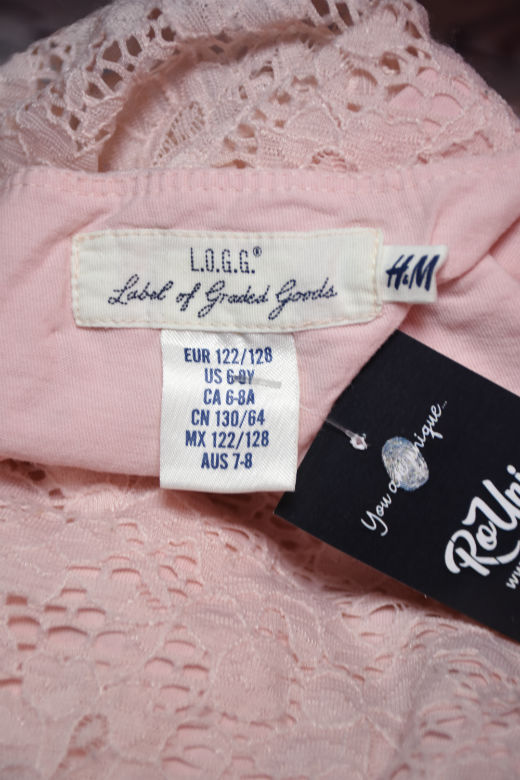 L.O.G.G.®
Label of Graded Goods
H&M
EUR 122/128
US 6-8Y
CA 6-8A
CN 130/64
MX 122/128
AUS 7-8
You are unique..